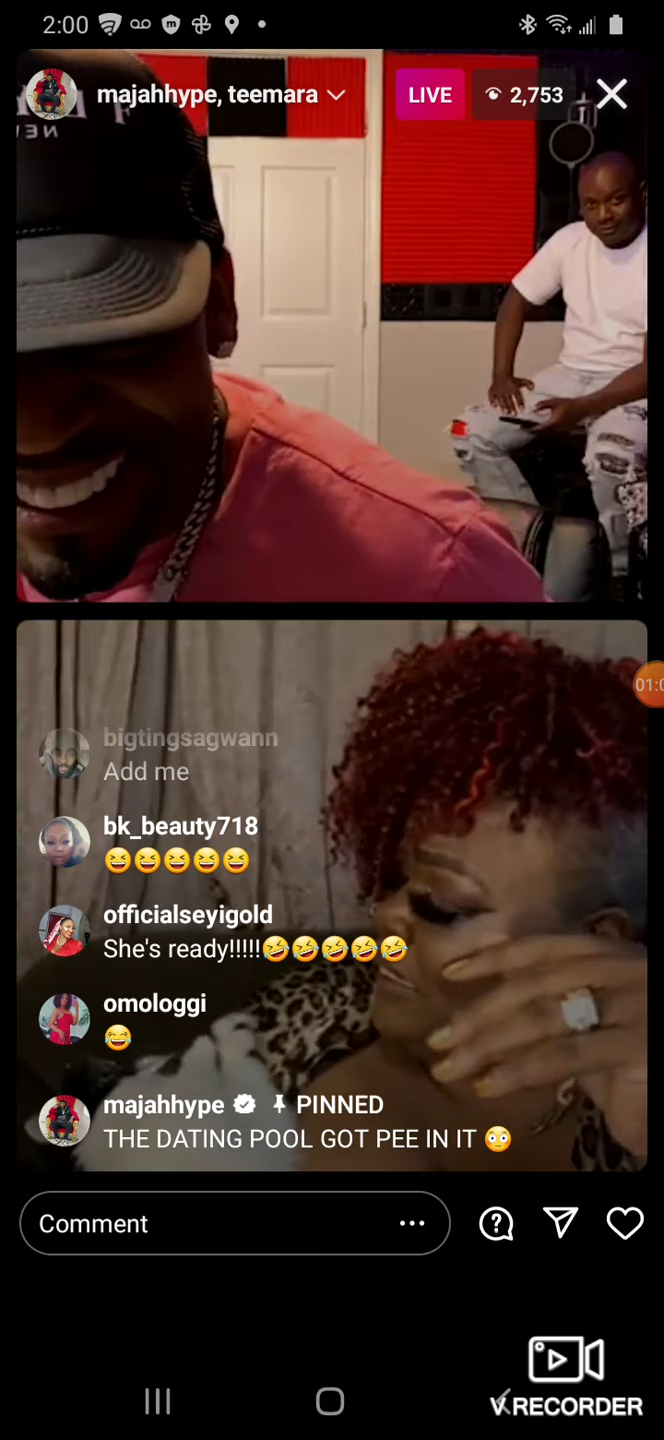 2:00
majahhype, teemara
LIVE
2,753
NEW
bigtingsagwann
Add me
bk_beauty718
😆😆😆😆😆
officialseyigold
She's ready!!!!!🤣🤣🤣🤣🤣
omologgi
😂
majahhype PINNED
THE DATING POOL GOT PEE IN IT 😳
Comment
V.RECORDER